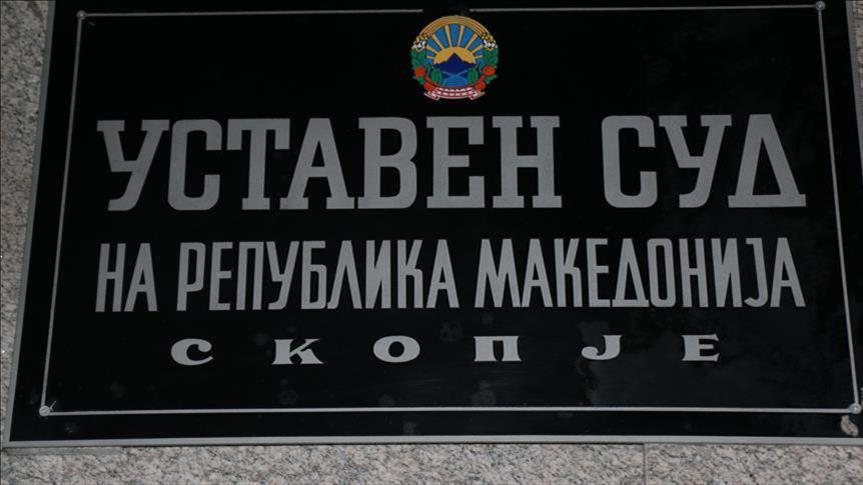 УСТАВЕН СУД
НА РЕПУБЛИКА МАКЕДОНИЈА
СКОПЈЕ